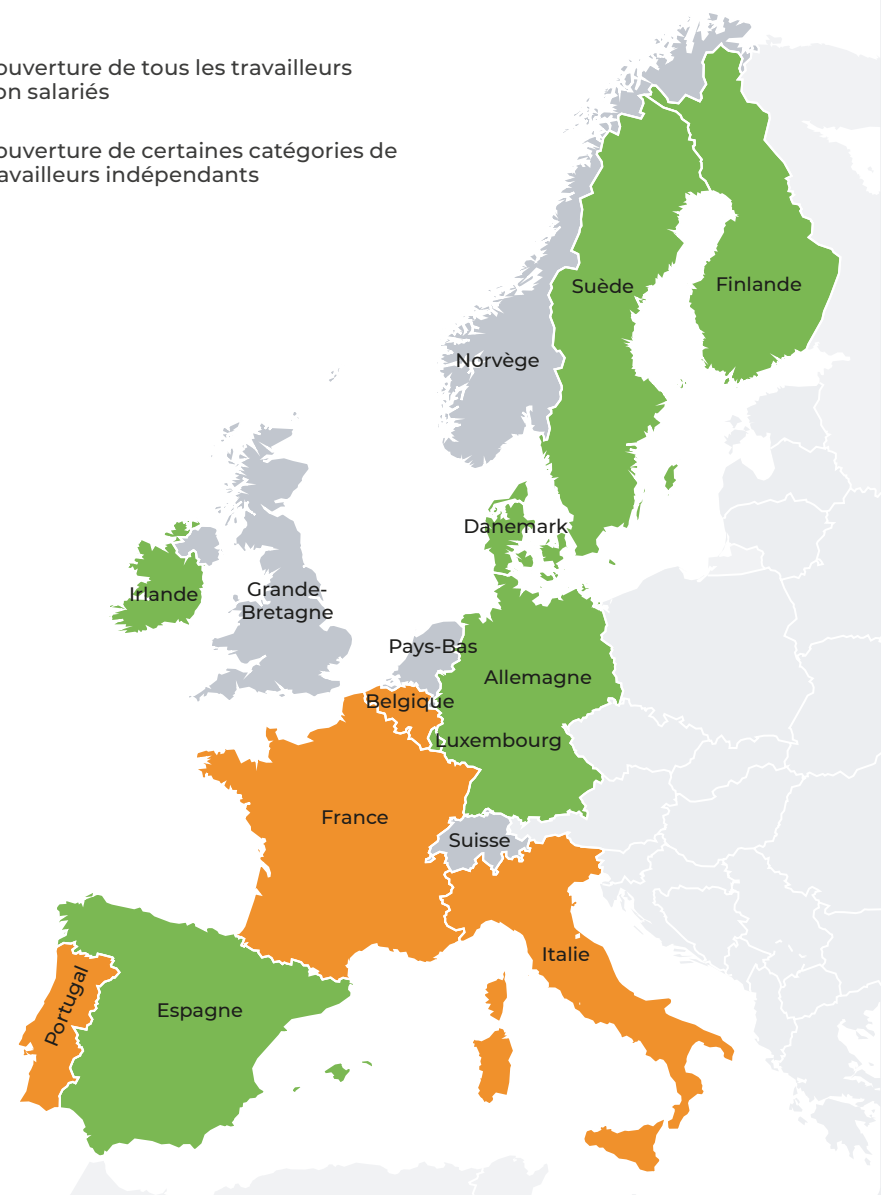 ouverture de tous les travailleurs
on salariés
ouverture de certaines catégories de
availleurs indépendants
Suède
Finlande
Norvège
Danemark
Irlande
Grande-
Bretagne
Pays-Bas
Allemagne
Belgique
Luxembourg
France
Suisse
Italie
Portugal
Espagne